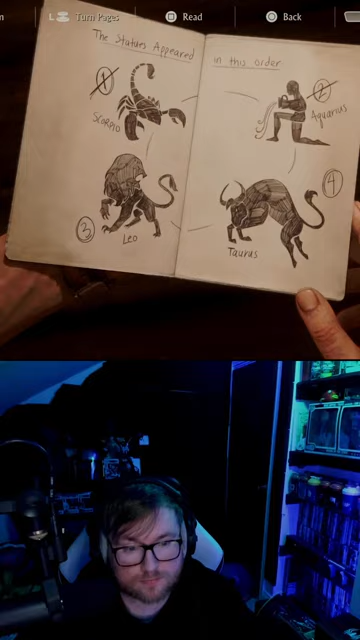 L Turn Pages Read Back
The Statues Appeared
in this order
1
SCORPIO
2
Aquarius
3
Leo
4
Taurus